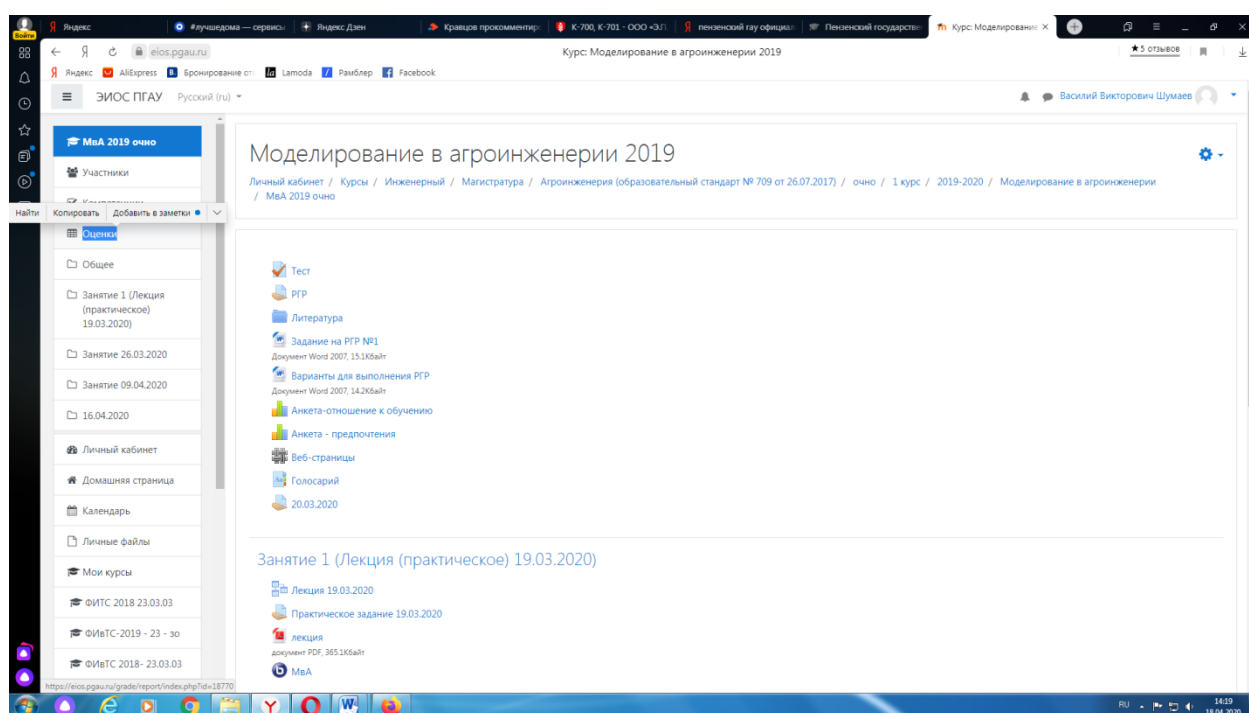 Войти
Яндекс
#лучшедома — сервисы
Яндекс.Дзен
Кравцов прокомментиро
К-700, К-701 - ООО «ЭЛ
пензенский гау официал
Пензенский государстве
Курс: Моделирование
eios.pgau.ru
Курс: Моделирование в агроинженерии 2019
★5 отзывов
Яндекс
AliExpress
Бронирование от
Lamoda
Рамблер
Facebook
ЭИОС ПГАУ Русский (ru)
Василий Викторович Шумаев
МвА 2019 очно
Участники
Компетенции
Найти Копировать Добавить в заметки
Оценки
Общее
Занятие 1 (Лекция
(практическое)
19.03.2020)
Занятие 26.03.2020
Занятие 09.04.2020
16.04.2020
Личный кабинет
Домашняя страница
Календарь
Личные файлы
Мои курсы
ФИТС 2018 23.03.03
ФИвТС-2019 - 23 - зо
ФИвТС 2018- 23.03.03
Моделирование в агроинженерии 2019
Личный кабинет / Курсы / Инженерный / Магистратура / Агроинженерия (образовательный стандарт № 709 от 26.07.2017) / очно / 1 курс / 2019-2020 / Моделирование в агроинженерии
/ МвА 2019 очно
Тест
РГР
Литература
Задание на РГР №1
Документ Word 2007, 15.1Кбайт
Варианты для выполнения РГР
Документ Word 2007, 14.2Кбайт
Анкета-отношение к обучению
Анкета - предпочтения
Веб-страницы
Голосарий
20.03.2020
Занятие 1 (Лекция (практическое) 19.03.2020)
Лекция 19.03.2020
Практическое задание 19.03.2020
лекция
документ PDF, 365.1Кбайт
МвА
https://eios.pgau.ru/grade/report/index.php?id=18770
RU
14:19
18.04.2020